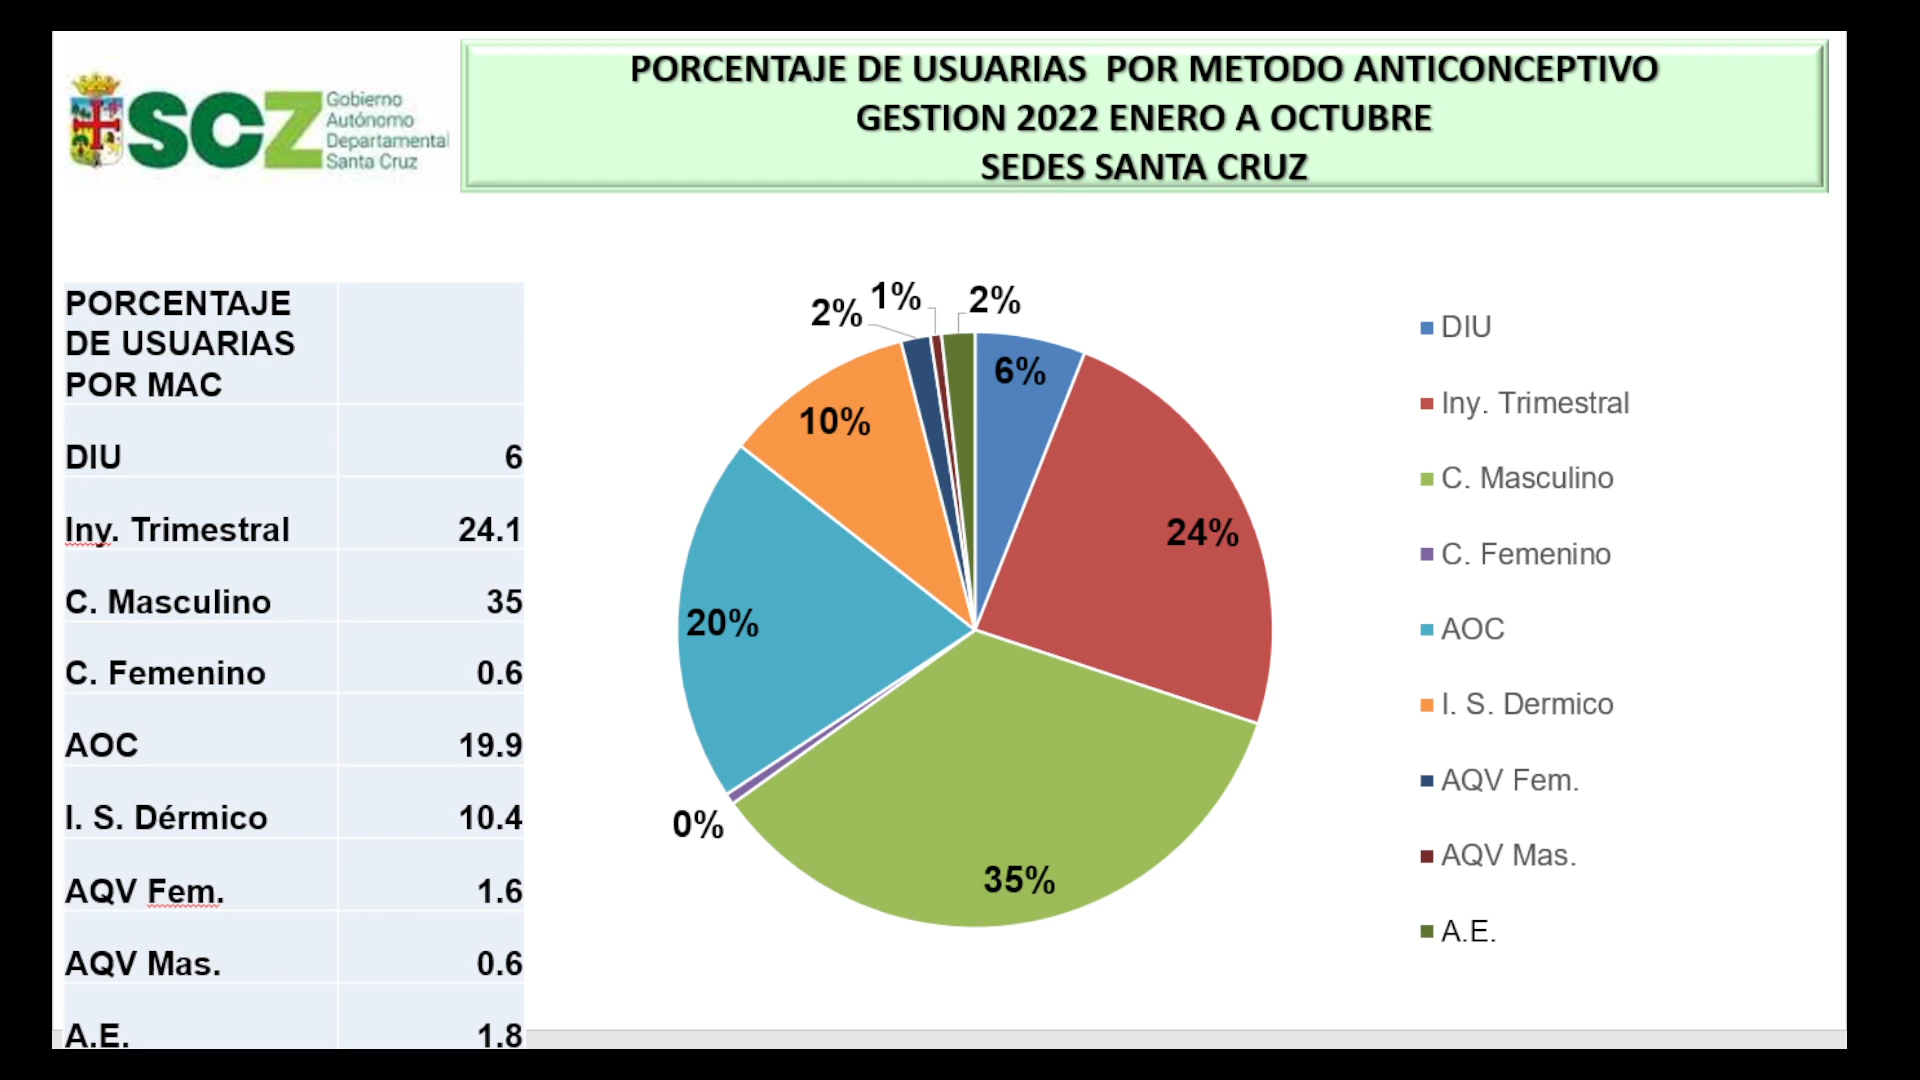 SCZ
Gobierno
Autónomo
Departamental
Santa Cruz
PORCENTAJE DE USUARIAS POR METODO ANTICONCEPTIVO
GESTION 2022 ENERO A OCTUBRE
SEDES SANTA CRUZ
PORCENTAJE
DE USUARIAS
POR MAC
DIU 6
Iny. Trimestral 24.1
C. Masculino 35
C. Femenino 0.6
AOC 19.9
I. S. Dérmico 10.4
AQV Fem. 1.6
AQV Mas. 0.6
A.E. 1.8
2% 1% 2%
6%
10%
24%
20%
0%
35%
DIU
Iny. Trimestral
C. Masculino
C. Femenino
AOC
I. S. Dermico
AQV Fem.
AQV Mas.
A.E.